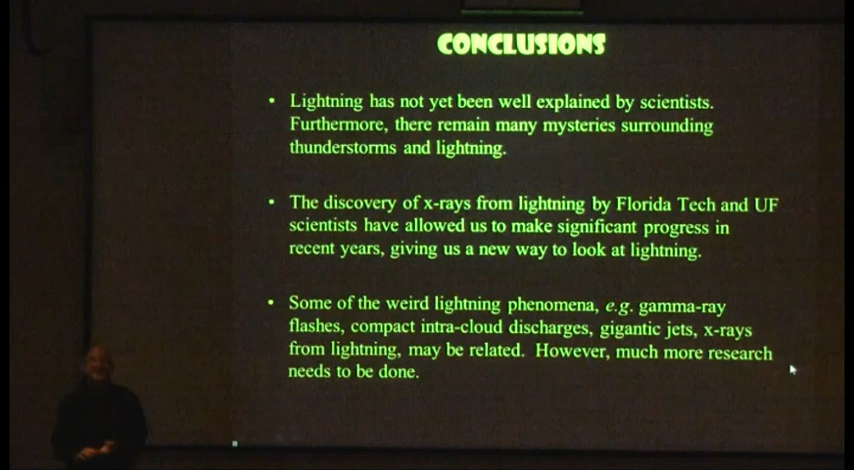 CONCLUSIONS
• Lightning has not yet been well explained by scientists.
Furthermore, there remain many mysteries surrounding
thunderstorms and lightning.
• The discovery of x-rays from lightning by Florida Tech and UF
scientists have allowed us to make significant progress in
recent years, giving us a new way to look at lightning.
• Some of the weird lightning phenomena, e.g. gamma-ray
flashes, compact intra-cloud discharges, gigantic jets, x-rays
from lightning, may be related. However, much more research
needs to be done.